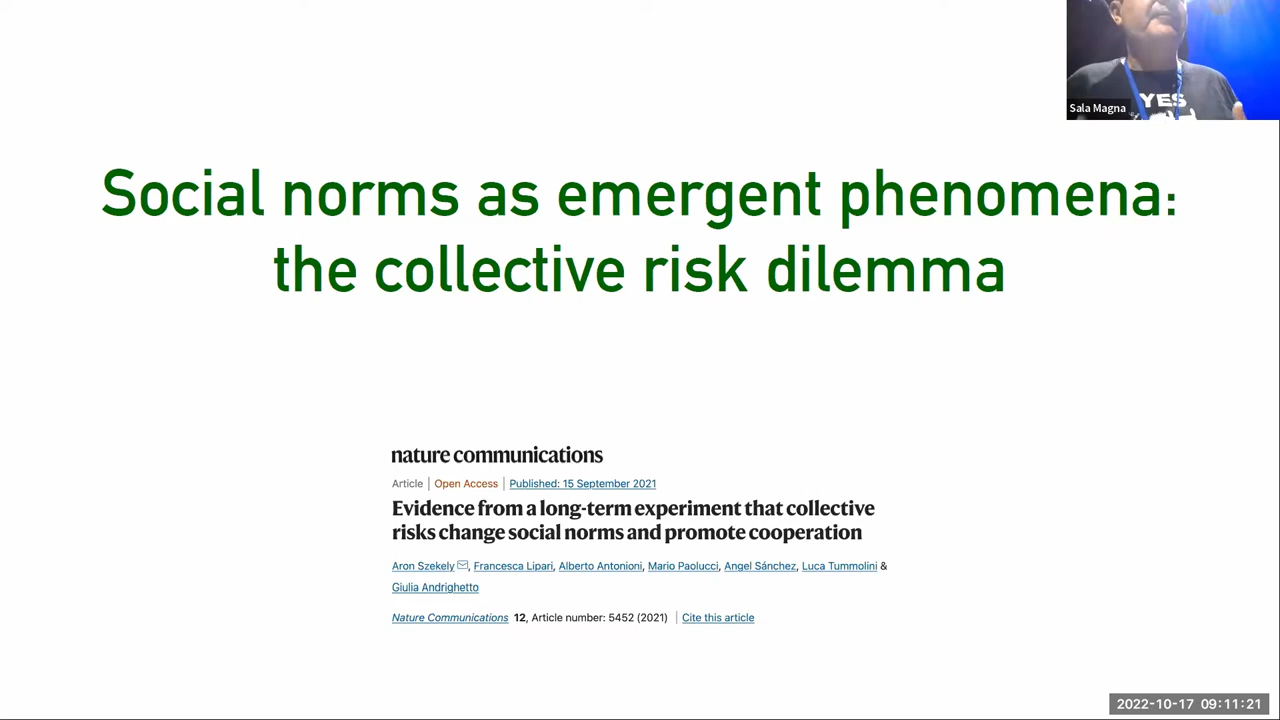 YES
Sala Magna
Social norms as emergent phenomena:
the collective risk dilemma
nature communications
Article | Open Access | Published: 15 September 2021
Evidence from a long-term experiment that collective
risks change social norms and promote cooperation
Aron Szekely, Francesca Lipari, Alberto Antonioni, Mario Paolucci, Angel Sánchez, Luca Tummolini &
Giulia Andrighetto
Nature Communications 12, Article number: 5452 (2021) | Cite this article
2022-10-17 09:11:21